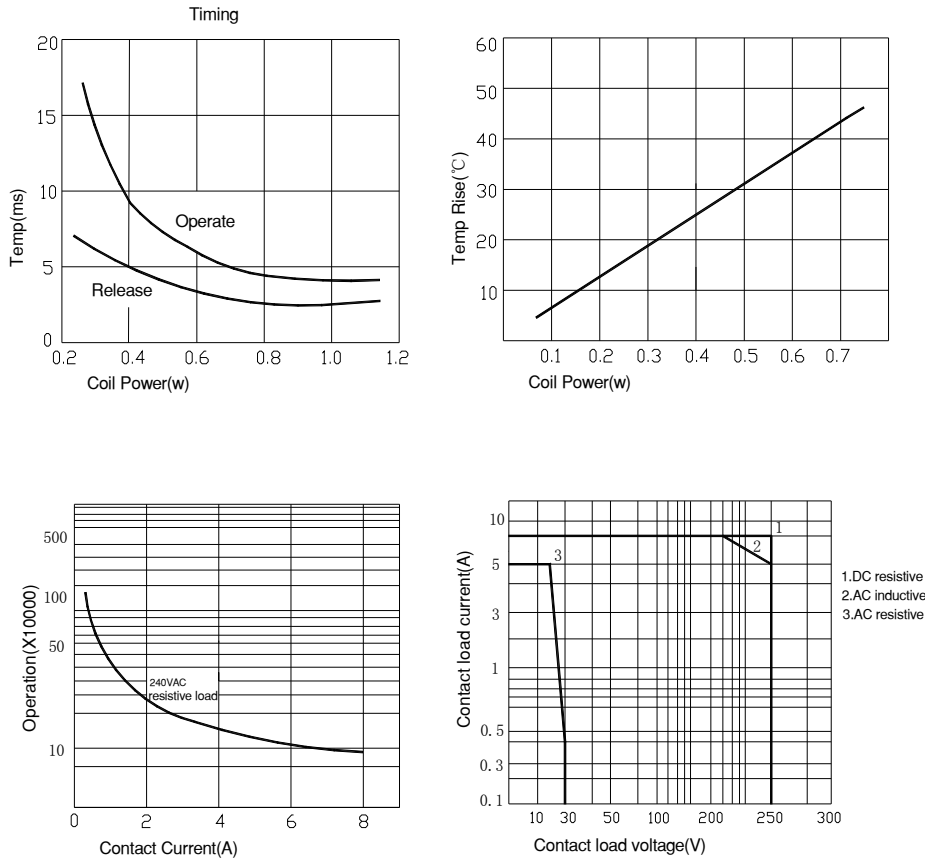 Timing
20
15
10
5
0
Temp(ms)
Operate
Release
0.2 0.4 0.6 0.8 1.0 1.2
Coil Power(w)
60
50
40
30
20
10
Temp Rise(℃)
0.1 0.2 0.3 0.4 0.5 0.6 0.7
Coil Power(w)
500
100
50
10
Operation(X10000)
240VAC
resistive load
0 2 4 6 8
Contact Current(A)
10
5
3
1
0.5
0.3
0.1
Contact load current(A)
1
2
3
10 30 50 100 200 250 300
Contact load voltage(V)
1.DC resistive
2.AC inductive
3.AC resistive